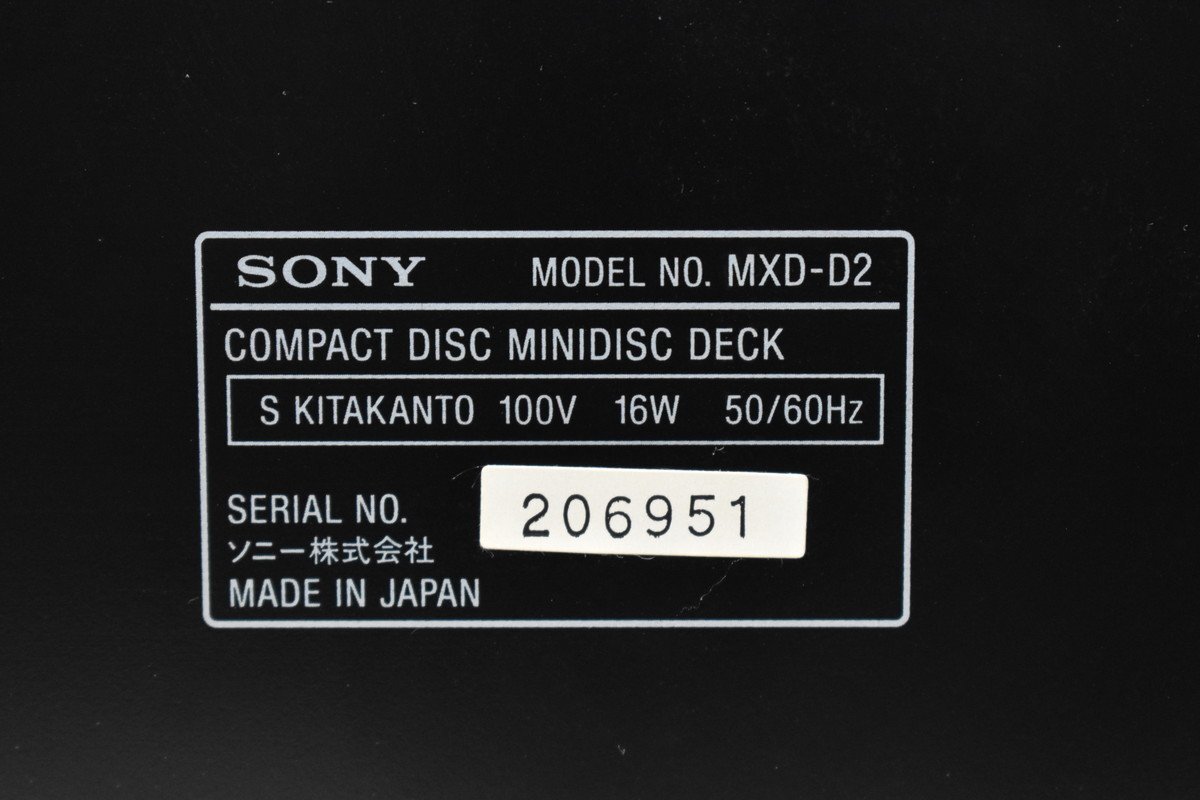 SONY MODEL NO. MXD-D2
COMPACT DISC MINIDISC DECK
S KITAKANTO 100V 16W 50/60Hz
SERIAL NO. 206951
ソニー株式会社
MADE IN JAPAN